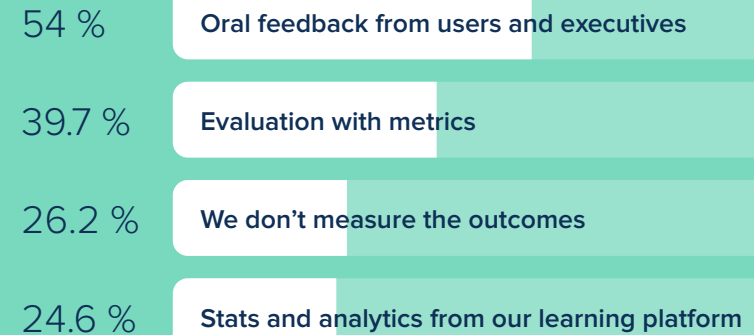 54 % Oral feedback from users and executives
39.7 % Evaluation with metrics
26.2 % We don’t measure the outcomes
24.6 % Stats and analytics from our learning platform